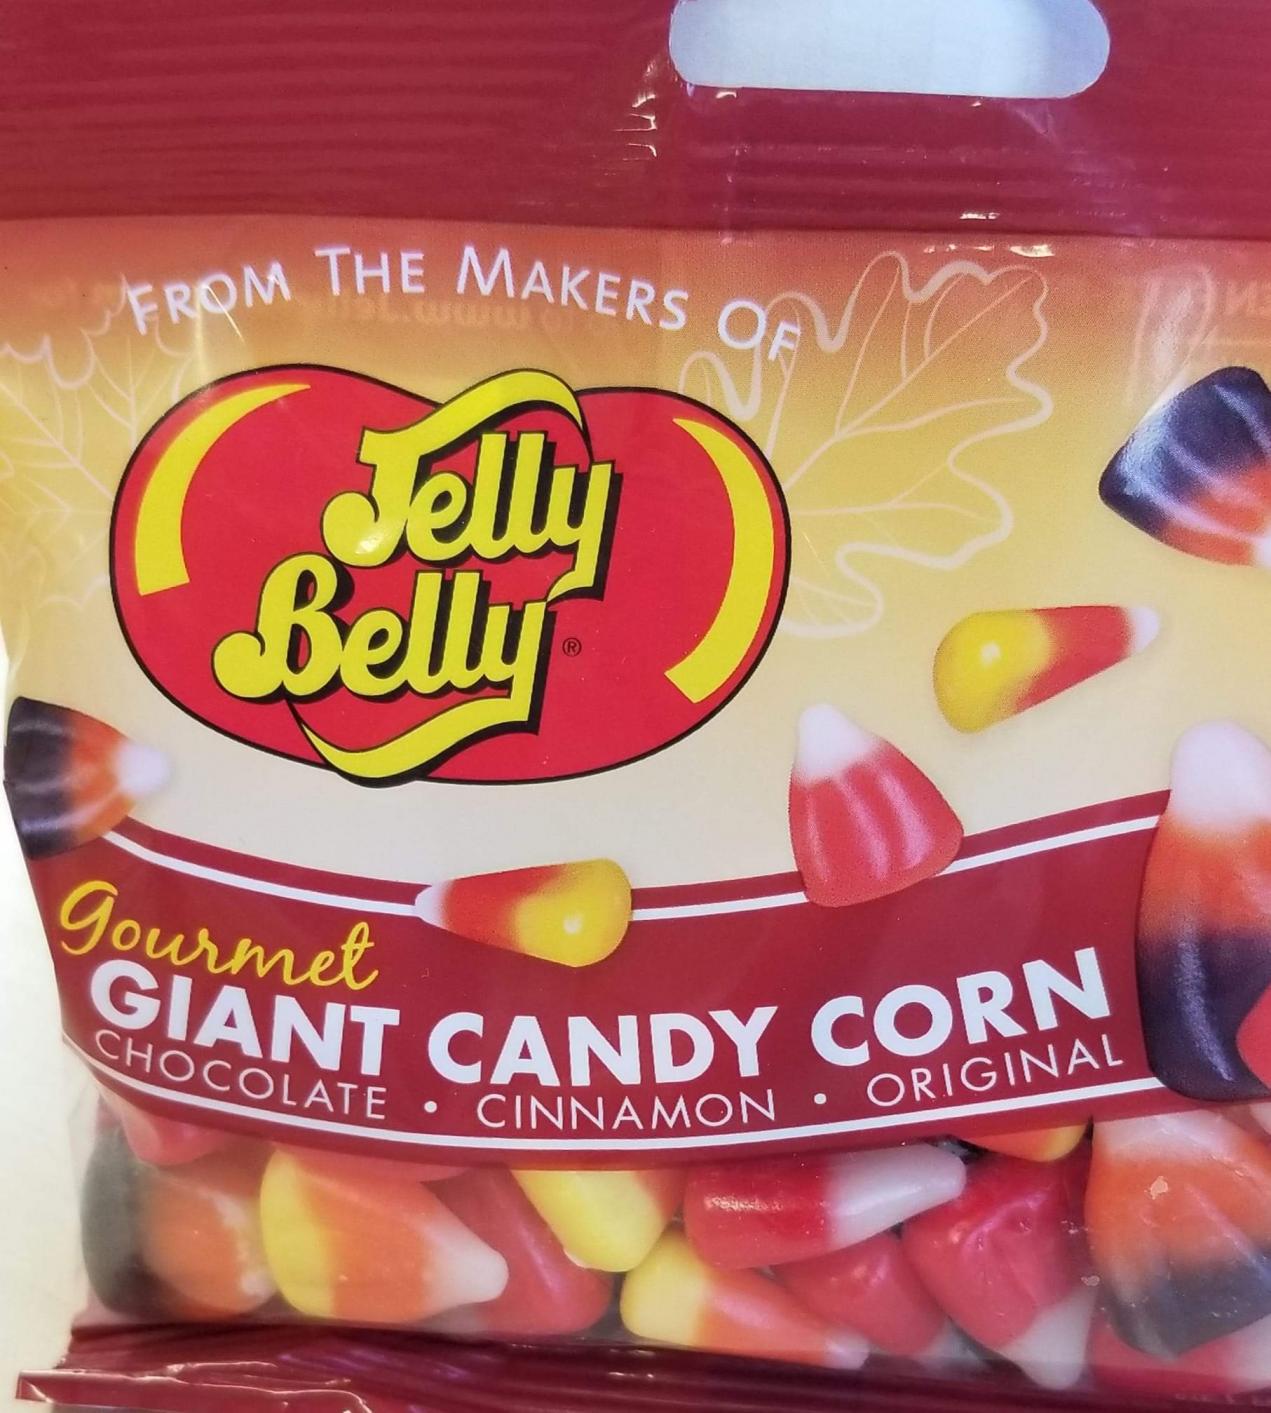 FROM THE MAKERS OF
Jelly
Belly®
Gourmet
GIANT CANDY CORN
CHOCOLATE • CINNAMON • ORIGINAL